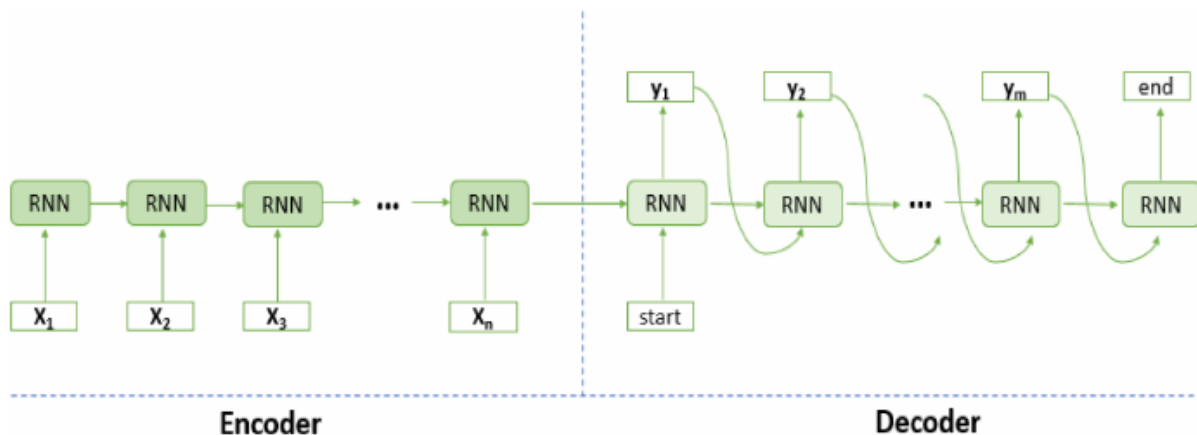 y₁ y₂ yₘ end
RNN RNN RNN ... RNN RNN RNN ... RNN RNN
X₁ X₂ X₃ Xₙ start
Encoder Decoder